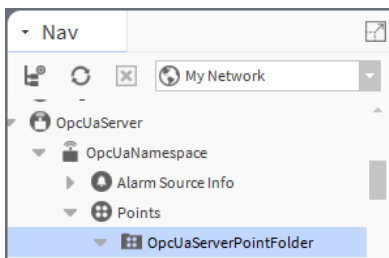 Nav
My Network
OpcUaServer
OpcUaNamespace
Alarm Source Info
Points
OpcUaServerPointFolder